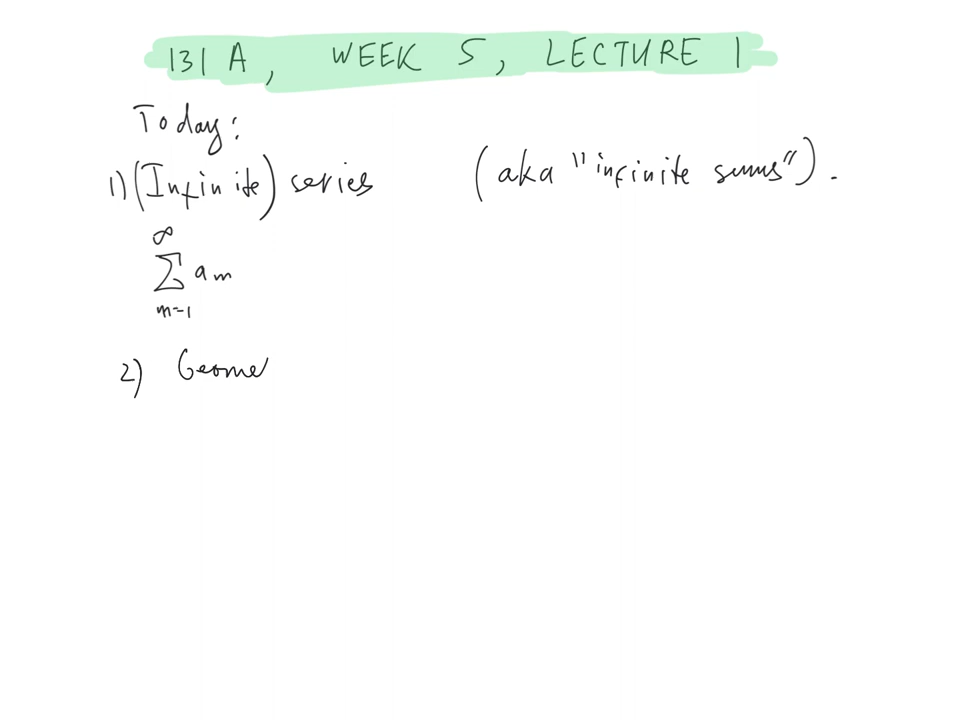 131 A, WEEK 5, LECTURE 1
Today:
1) (Infinite) series (aka "infinite sums").
∞
∑ a_m
m=1
2) Geome